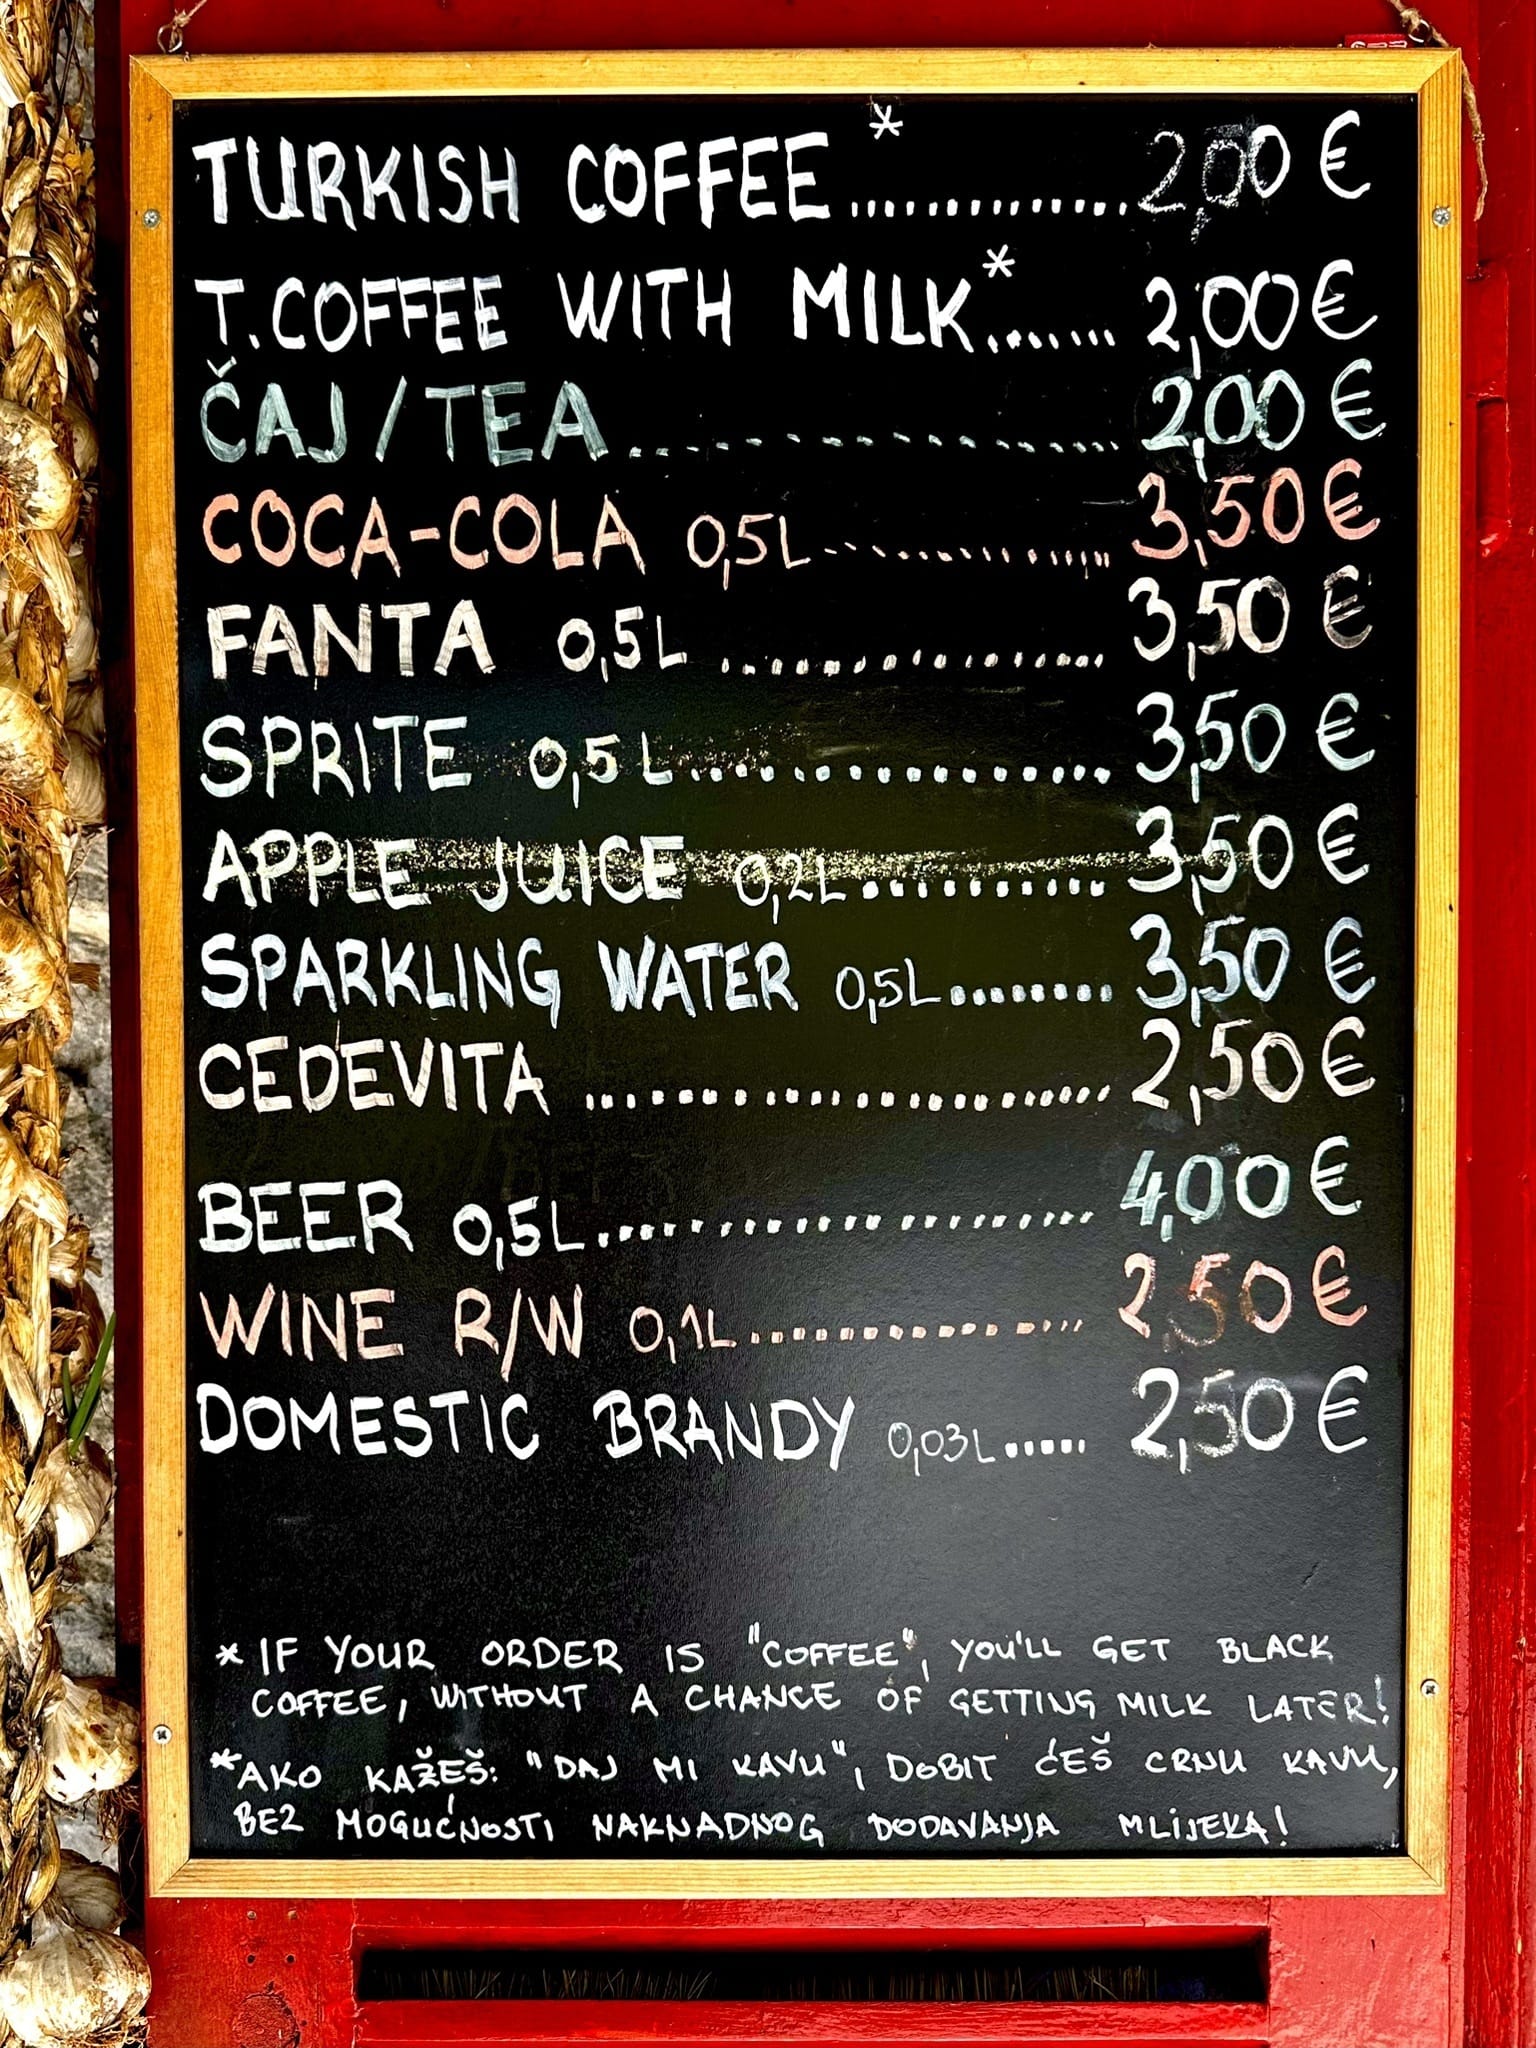 TURKISH COFFEE*..............2,00 €
T.COFFEE WITH MILK*....... 2,00 €
ČAJ/TEA................ 2,00 €
COCA-COLA 0,5L................ 3,50 €
FANTA 0,5L ................ 3,50 €
SPRITE 0,5L............... 3,50 €
APPLE JUICE 0,2L........... 3,50 €
SPARKLING WATER 0,5L........ 3,50 €
CEDEVITA ..................... 2,50 €
BEER 0,5L..................... 4,00 €
WINE R/W 0,1L................ 2,50 €
DOMESTIC BRANDY 0,03L...... 2,50 €
* IF YOUR ORDER IS "COFFEE", YOU'LL GET BLACK
COFFEE, WITHOUT A CHANCE OF GETTING MILK LATER!
*AKO KAŽEŠ: "DAJ MI KAVU", DOBIT ĆEŠ CRNU KAVU,
BEZ MOGUĆNOSTI NAKNADNOG DODAVANJA MLIJEKA!